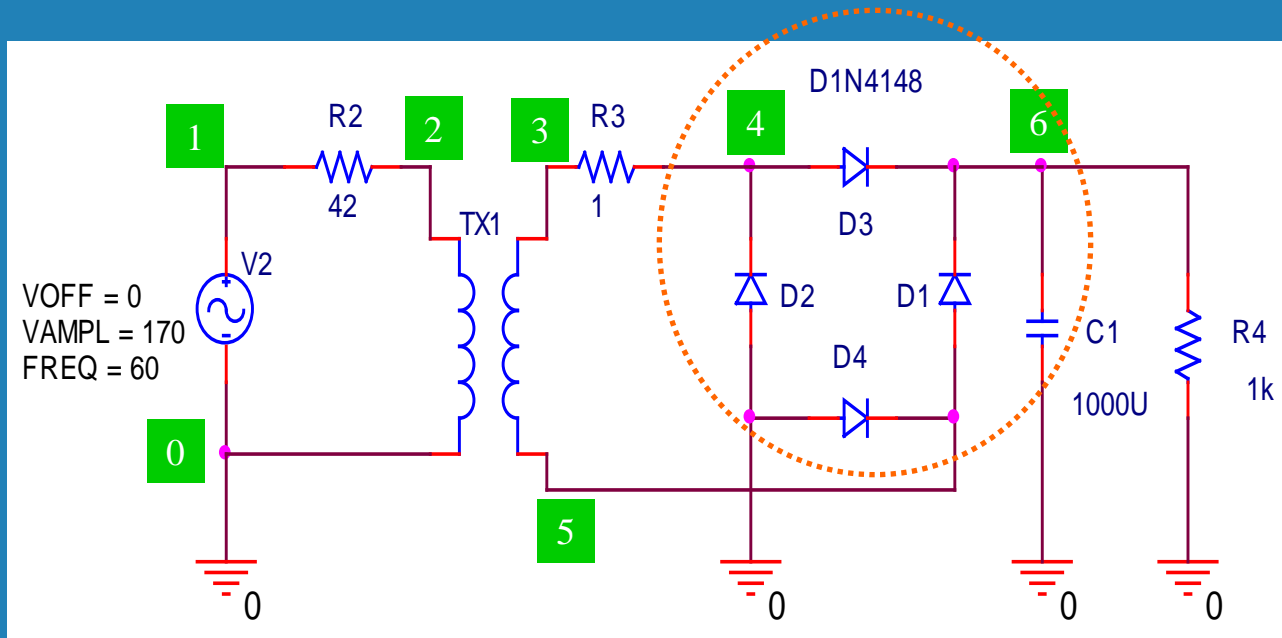 D1N4148
1
R2
2
3
R3
4
6
42
1
TX1
D3
V2
VOFF = 0
VAMPL = 170
FREQ = 60
D2
D1
C1
R4
D4
1000U
1k
0
5
0
0
0
0